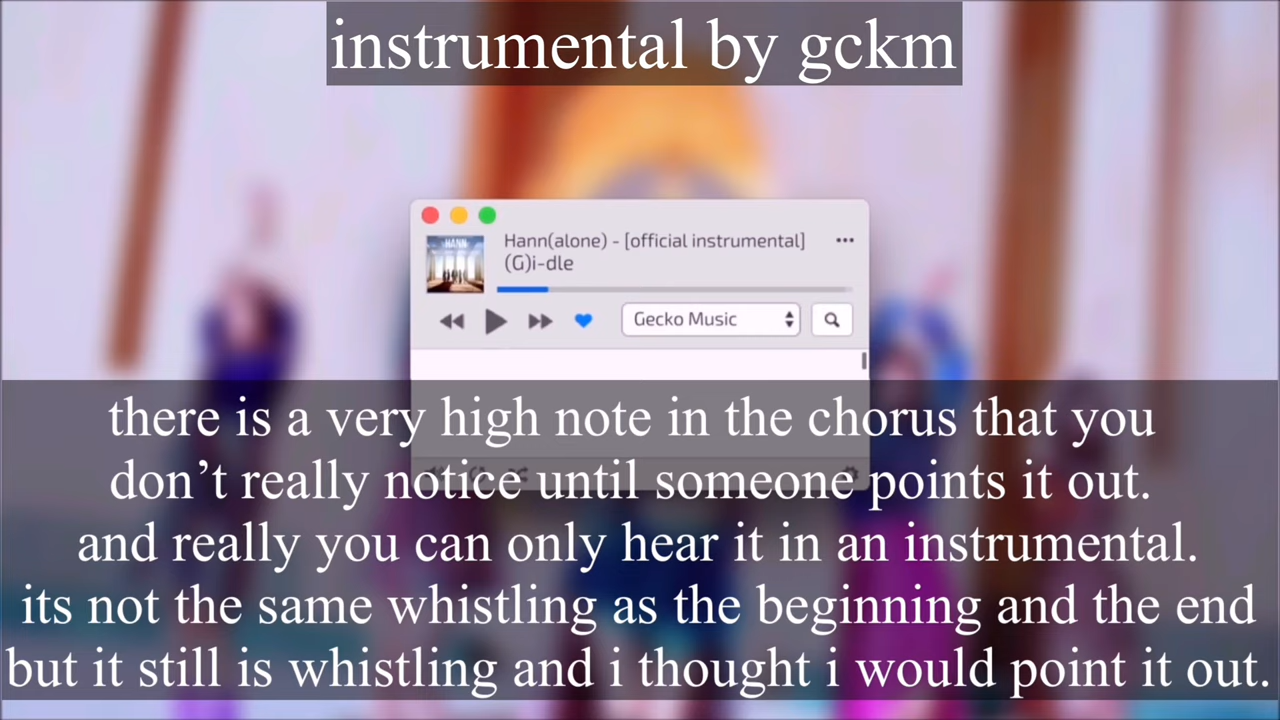 instrumental by gckm
HANN
Hann(alone) - [official instrumental]
(G)i-dle
Gecko Music
there is a very high note in the chorus that you
don’t really notice until someone points it out.
and really you can only hear it in an instrumental.
its not the same whistling as the beginning and the end
but it still is whistling and i thought i would point it out.